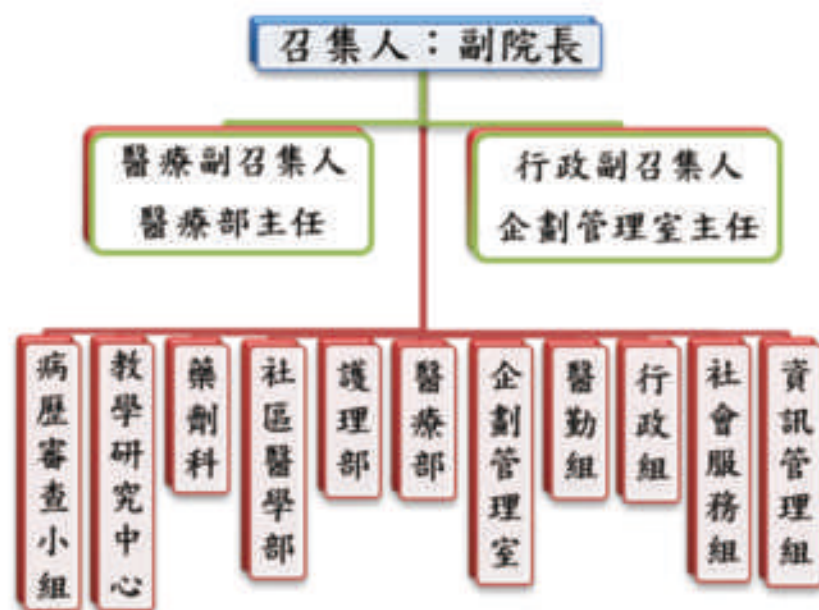 召集人：副院長
醫療副召集人
醫療部主任
行政副召集人
企劃管理室主任
病歷審查小組
教學研究中心
藥劑科
社區醫學部
護理部
醫療部
企劃管理室
醫勤組
行政組
社會服務組
資訊管理組